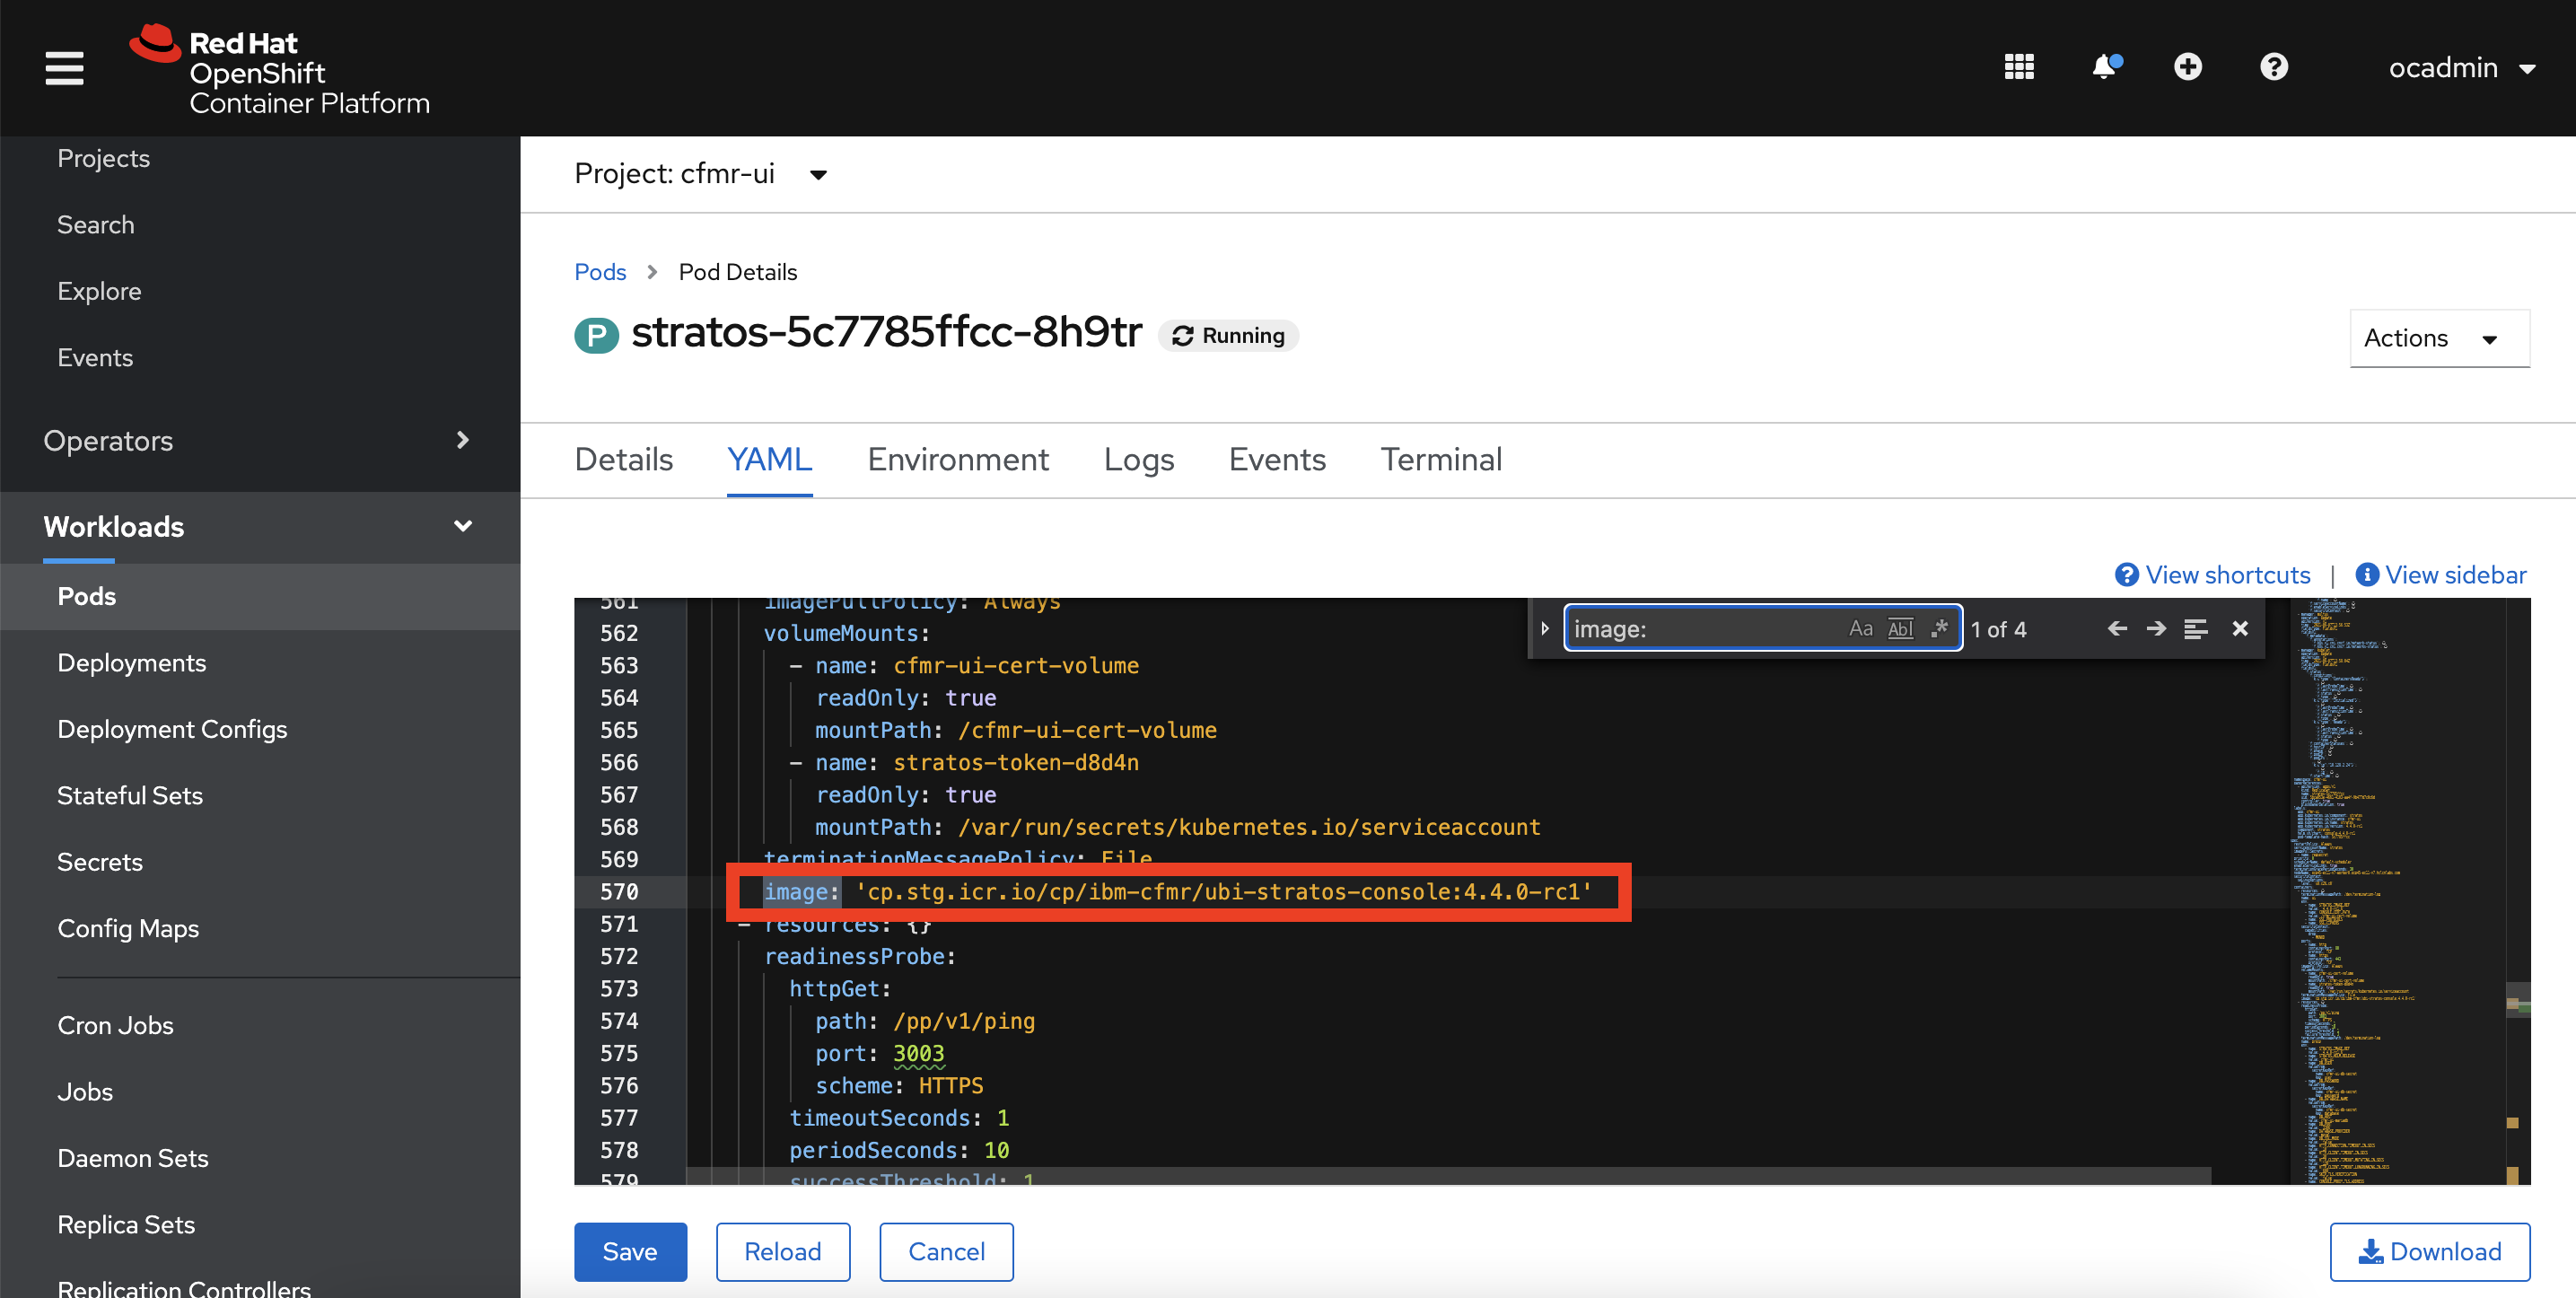 Red Hat
OpenShift
Container Platform
ocadmin
Projects
Search
Explore
Events
Operators
Workloads
Pods
Deployments
Deployment Configs
Stateful Sets
Secrets
Config Maps
Cron Jobs
Jobs
Daemon Sets
Replica Sets
Replication Controllers
Project: cfmr-ui
Pods > Pod Details
P stratos-5c7785ffcc-8h9tr Running
Actions
Details YAML Environment Logs Events Terminal
View shortcuts | View sidebar
image: Aa Abl .* 1 of 4
561 imagePullPolicy: Always
562 volumeMounts:
563 - name: cfmr-ui-cert-volume
564 readOnly: true
565 mountPath: /cfmr-ui-cert-volume
566 - name: stratos-token-d8d4n
567 readOnly: true
568 mountPath: /var/run/secrets/kubernetes.io/serviceaccount
569 terminationMessagePolicy: File
570 image: 'cp.stg.icr.io/cp/ibm-cfmr/ubi-stratos-console:4.4.0-rc1'
571 - resources: {}
572 readinessProbe:
573 httpGet:
574 path: /pp/v1/ping
575 port: 3003
576 scheme: HTTPS
577 timeoutSeconds: 1
578 periodSeconds: 10
579 successThreshold: 1
Save Reload Cancel Download